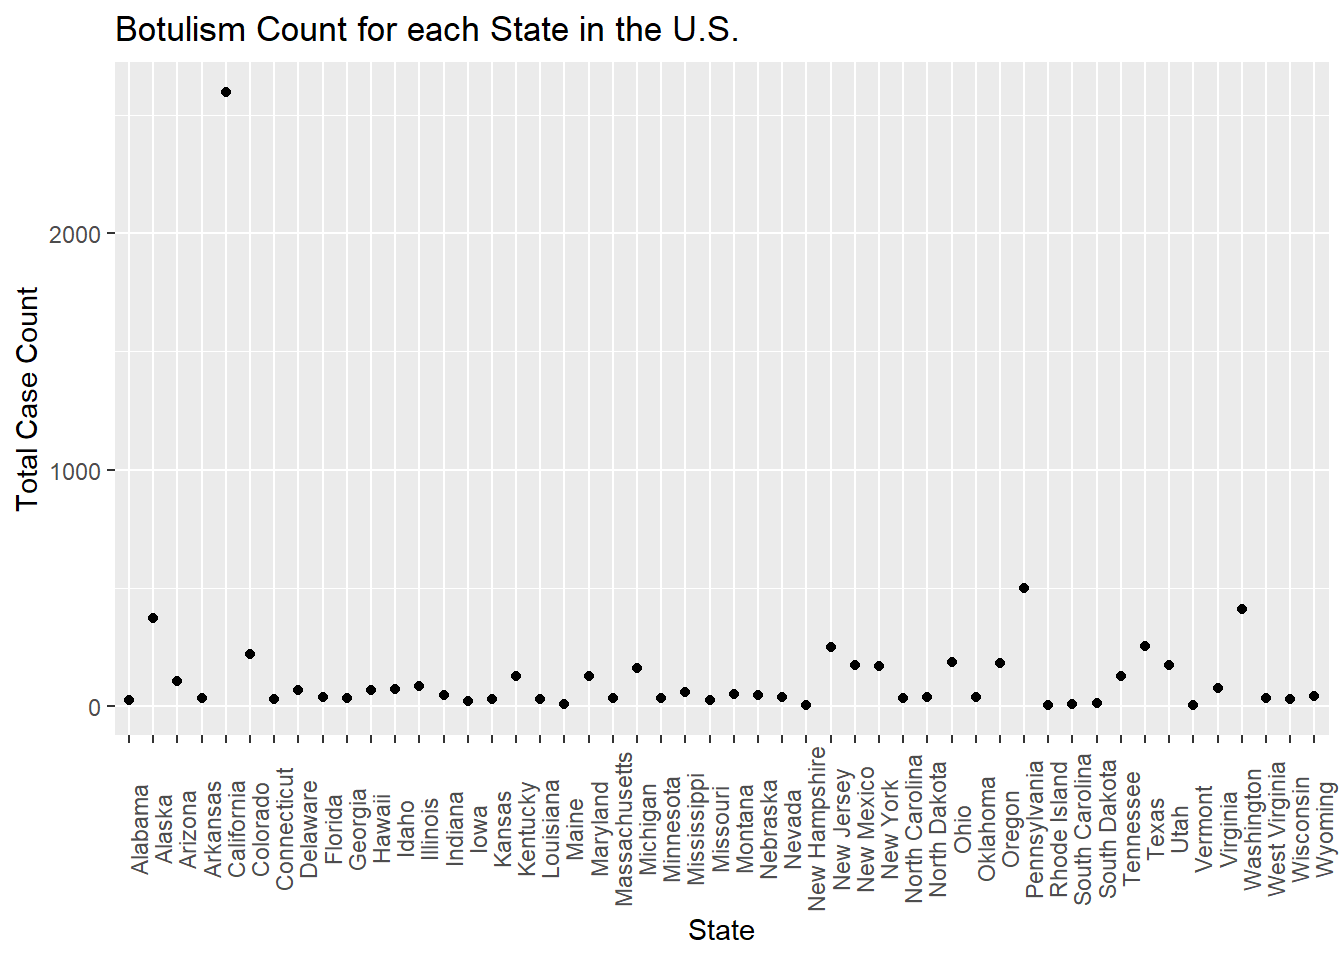 Botulism Count for each State in the U.S.
Total Case Count
2000
1000
0
Alabama
Alaska
Arizona
Arkansas
California
Colorado
Connecticut
Delaware
Florida
Georgia
Hawaii
Idaho
Illinois
Indiana
Iowa
Kansas
Kentucky
Louisiana
Maine
Maryland
Massachusetts
Michigan
Minnesota
Mississippi
Missouri
Montana
Nebraska
Nevada
New Hampshire
New Jersey
New Mexico
New York
North Carolina
North Dakota
Ohio
Oklahoma
Oregon
Pennsylvania
Rhode Island
South Carolina
South Dakota
Tennessee
Texas
Utah
Vermont
Virginia
Washington
West Virginia
Wisconsin
Wyoming
State